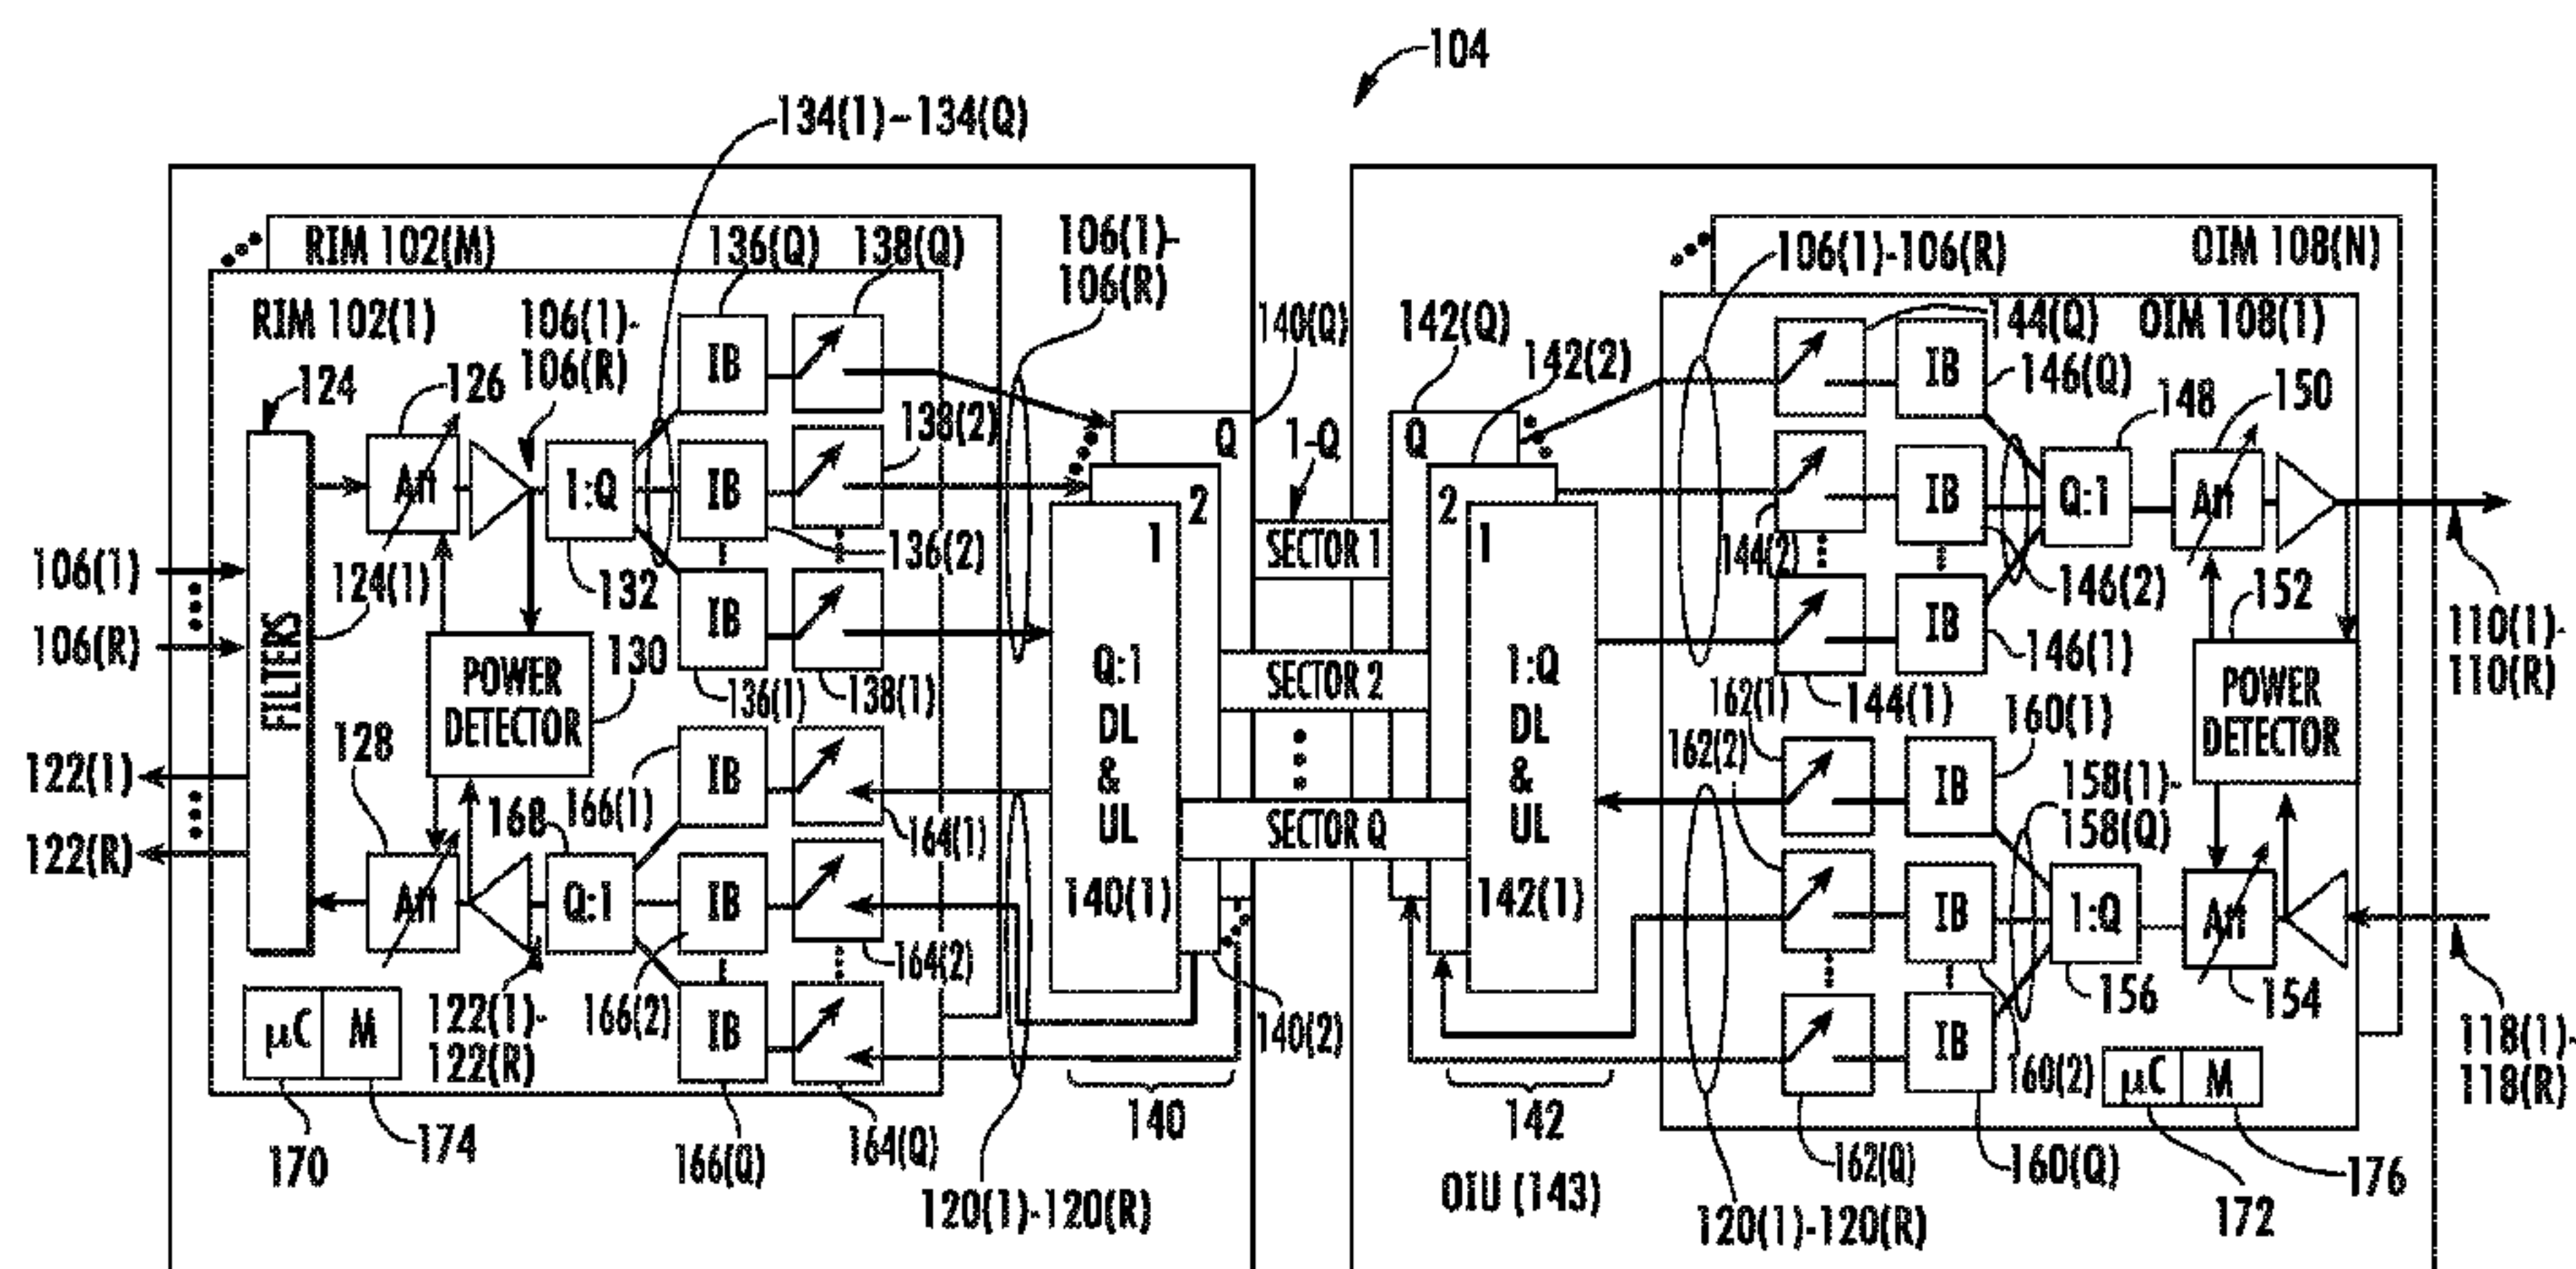 104
134(1)-134(Q)
RIM 102(M)
136(Q)
138(Q)
106(1)-
106(R)
106(1)-106(R)
OIM 108(N)
RIM 102(1)
106(1)-
106(R)
140(Q)
142(Q)
142(2)
144(Q)
OIM 108(1)
124
126
IB
138(2)
Q
1-Q
Q
IB
146(Q)
148
150
Att
1:Q
IB
2
1
SECTOR 1
2
1
IB
Q:1
Att
106(1)
124(1)
132
136(2)
144(2)
146(2)
152
110(1)-
110(R)
106(R)
FILTERS
POWER
DETECTOR
130
IB
136(1)
138(1)
Q:1
DL
&
UL
SECTOR 2
1:Q
DL
&
UL
IB
146(1)
144(1)
POWER
DETECTOR
162(1)
160(1)
122(1)
128
168
166(1)
IB
164(1)
162(2)
IB
158(1)-
158(Q)
122(R)
Att
Q:1
IB
SECTOR Q
140(1)
142(1)
IB
1:Q
Att
164(2)
166(2)
122(1)-
122(R)
156
154
µC
M
IB
140(2)
IB
160(2)
µC
M
118(1)-
118(R)
170
174
166(Q)
164(Q)
140
142
162(Q)
160(Q)
172
176
120(1)-120(R)
OIU (143)
120(1)-120(R)